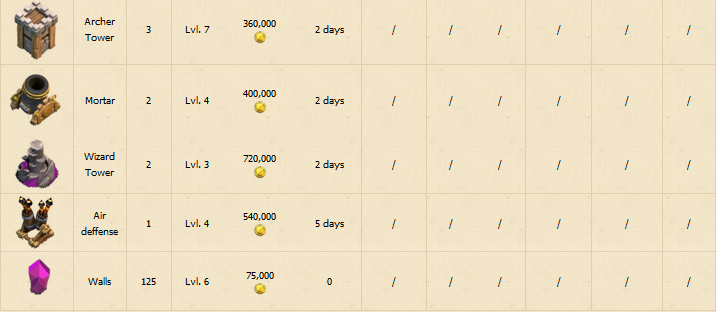 Archer Tower 3 Lvl. 7 360,000 2 days / / / / / /
Mortar 2 Lvl. 4 400,000 2 days / / / / / /
Wizard Tower 2 Lvl. 3 720,000 2 days / / / / / /
Air deffense 1 Lvl. 4 540,000 5 days / / / / / /
Walls 125 Lvl. 6 75,000 0 / / / / / /